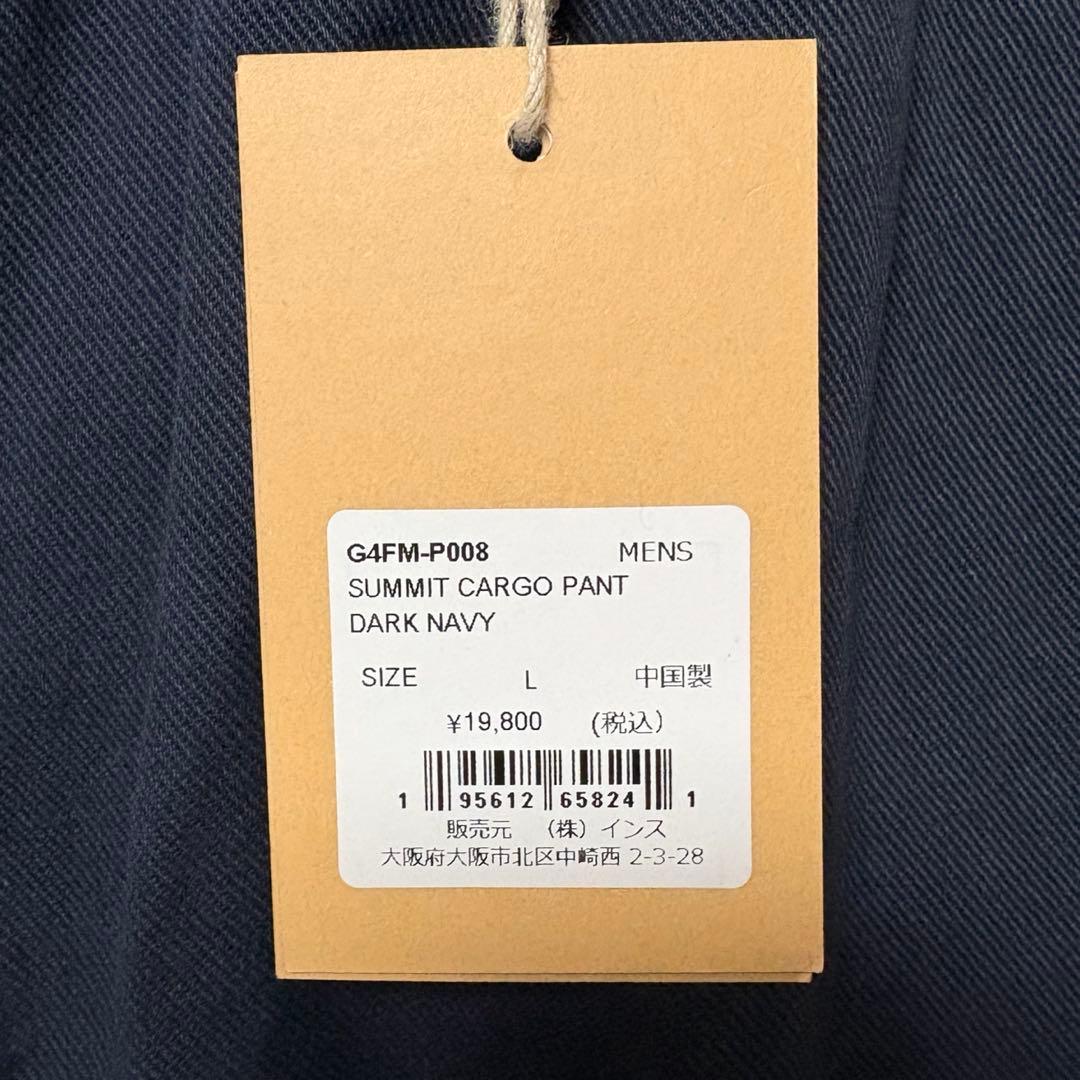 G4FM-P008 MENS
SUMMIT CARGO PANT
DARK NAVY
SIZE L 中国製
¥19,800 (税込)
1 95612 65824 1
販売元 （株）インス
大阪府大阪市北区中崎西 2-3-28